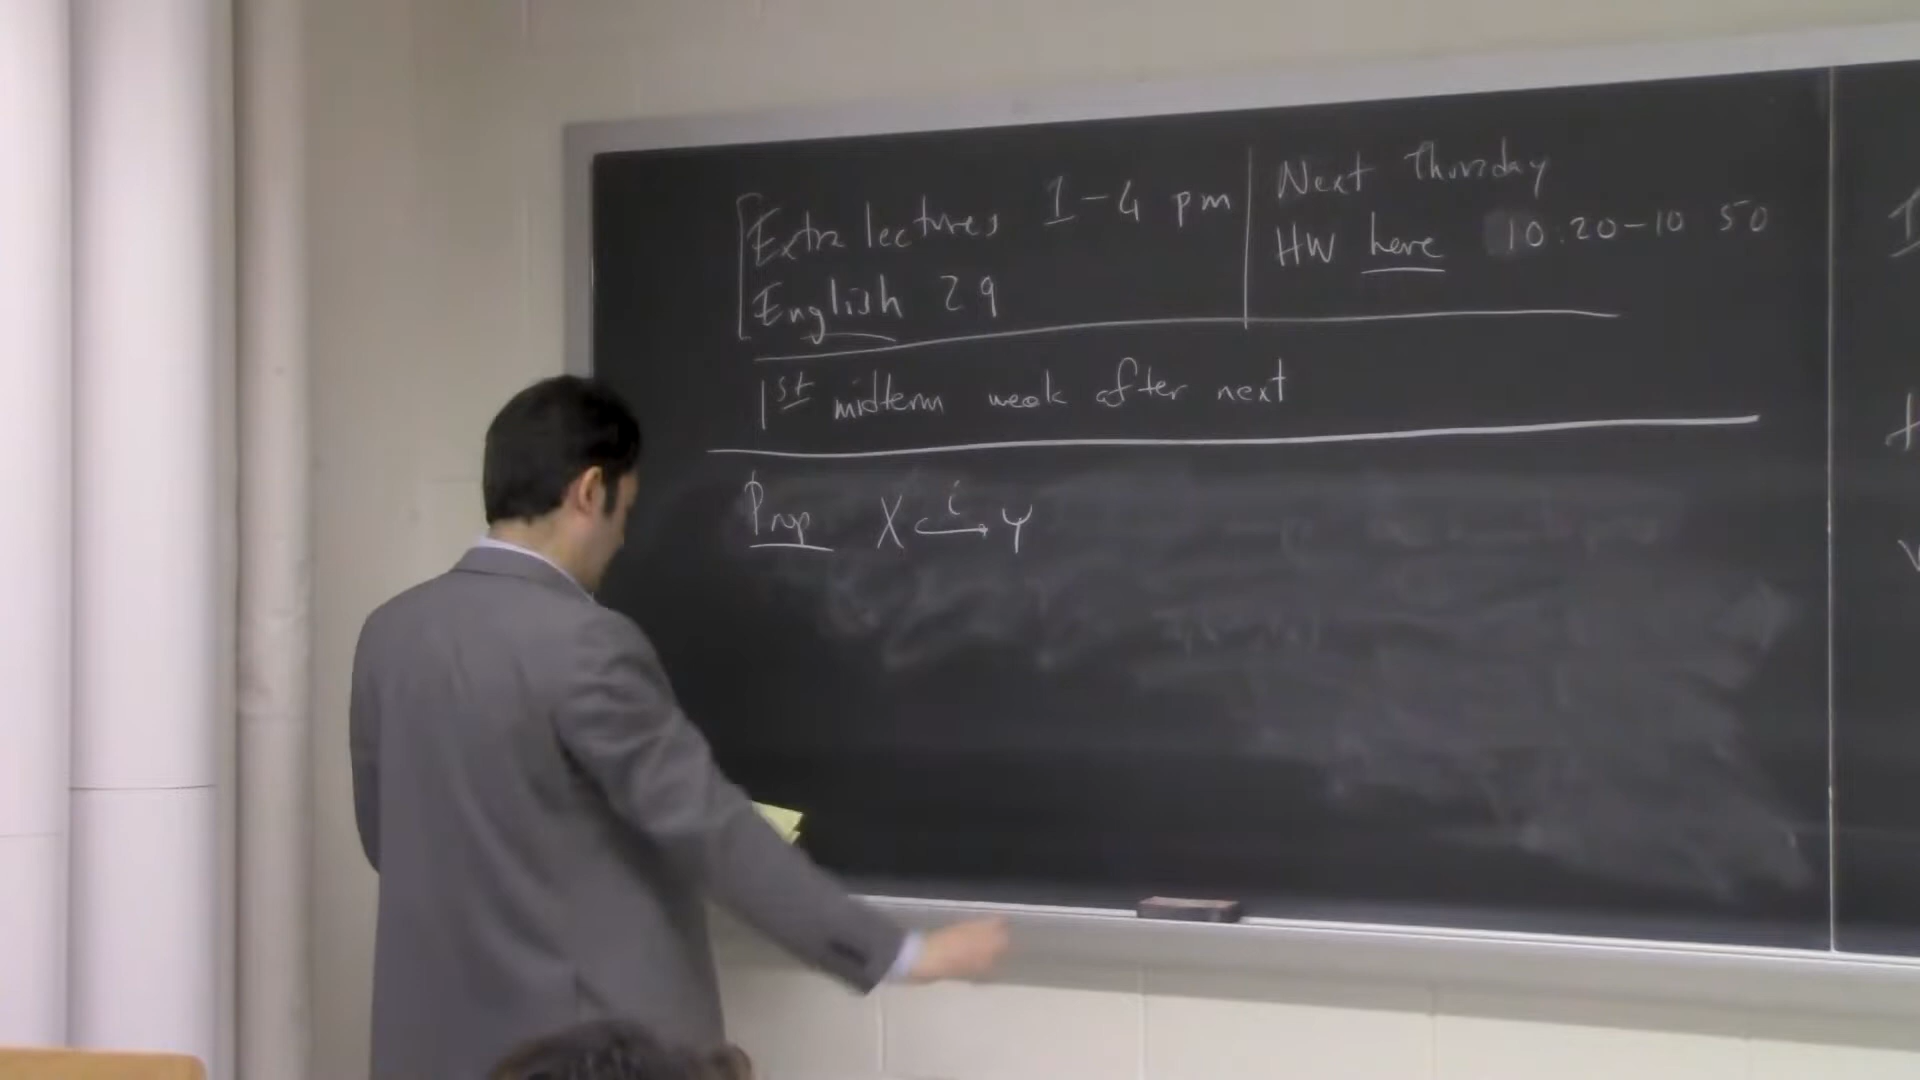 Extra lectures 1-4 pm
English 29
Next Thursday
HW here 10.20-10 50
1st midterm week after next
Prop X i Y